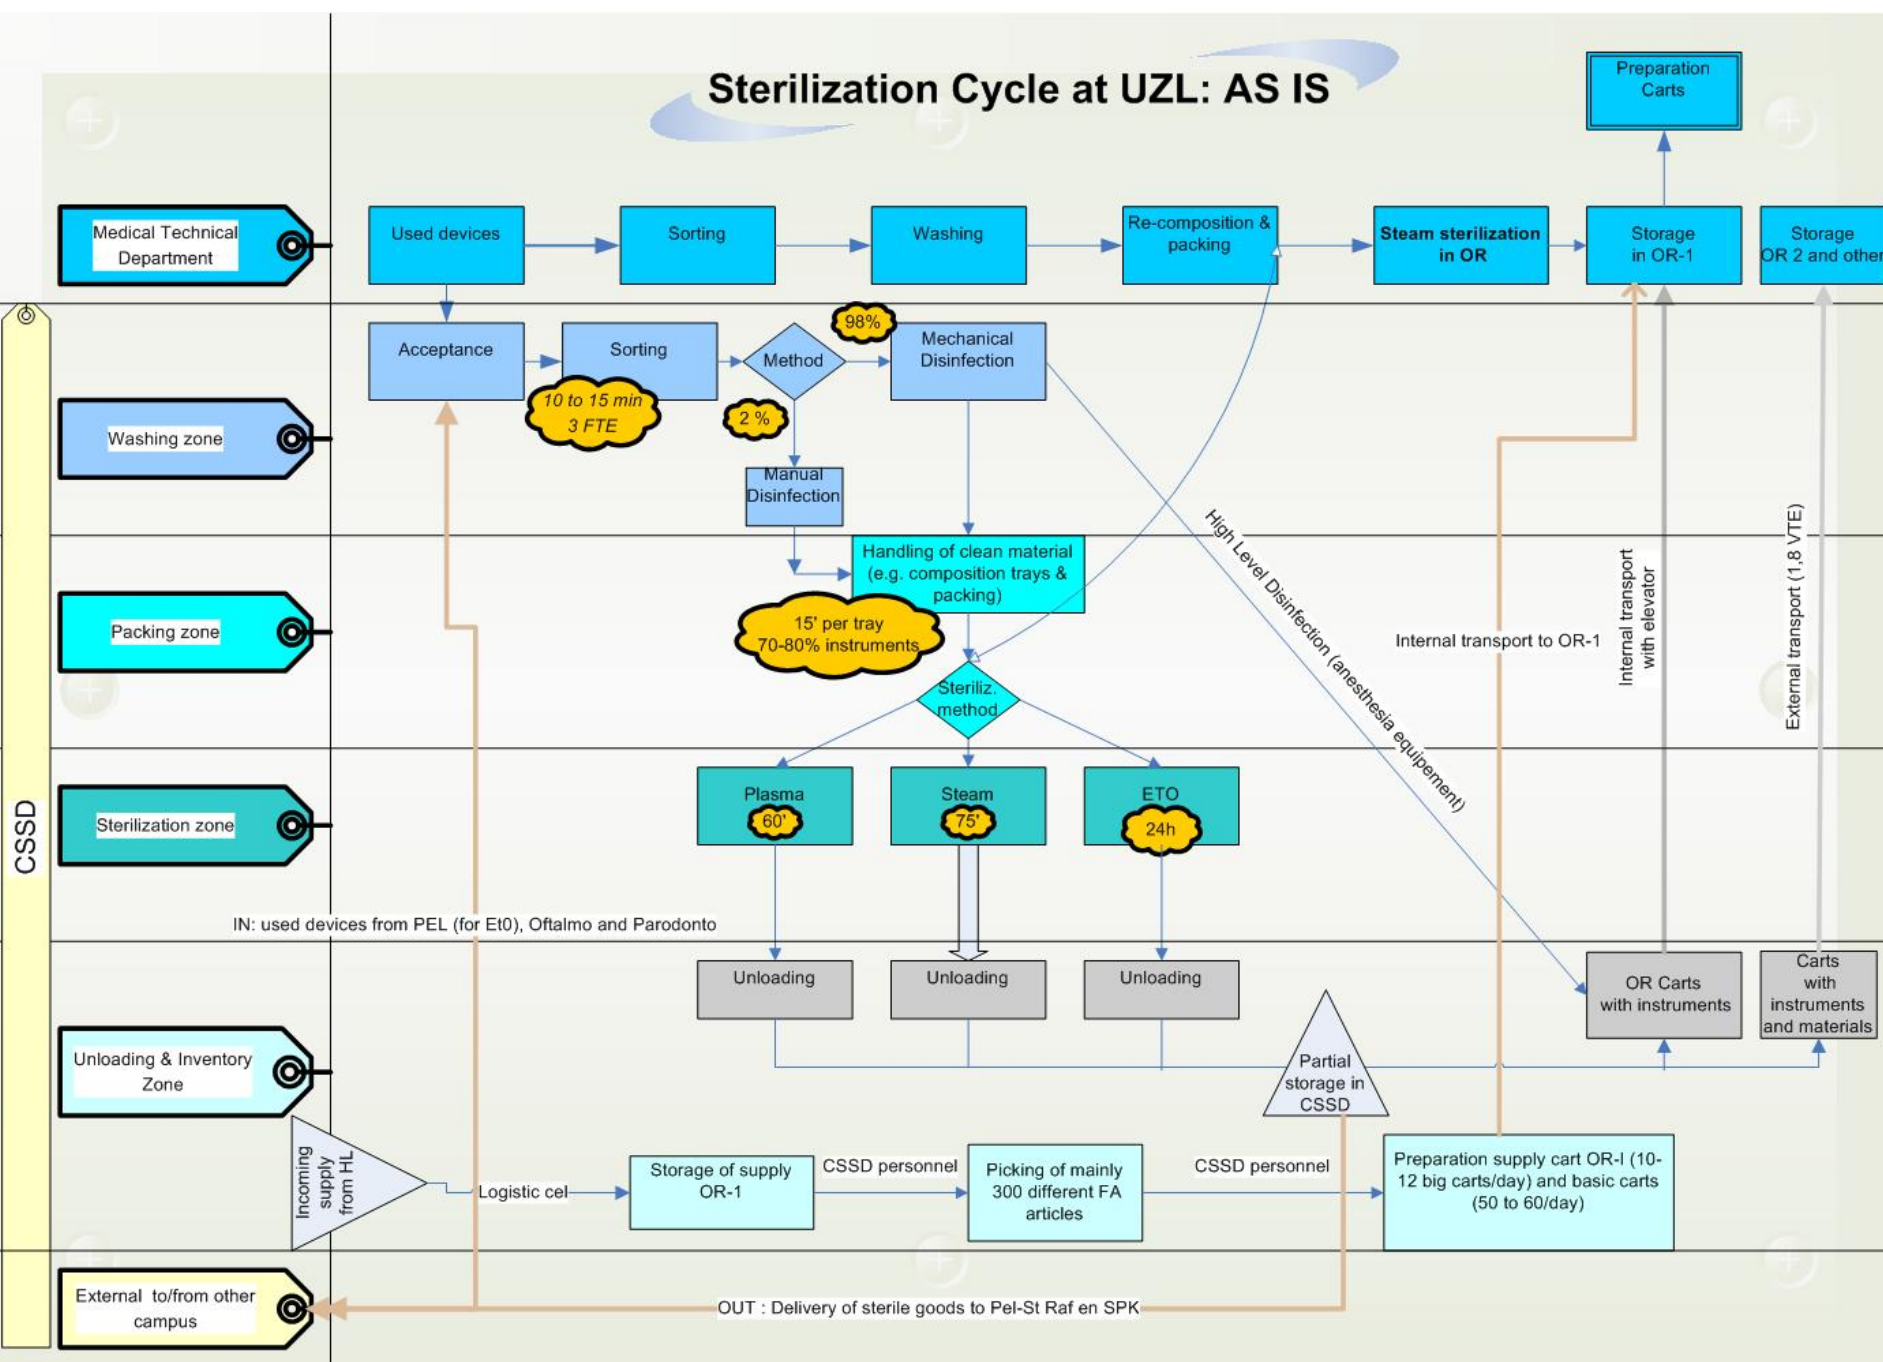 Sterilization Cycle at UZL: AS IS
Preparation
Carts
Medical Technical
Department
Used devices
Sorting
Washing
Re-composition &
packing
Steam sterilization
in OR
Storage
in OR-1
Storage
OR 2 and other
CSSD
Washing zone
Acceptance
Sorting
10 to 15 min
3 FTE
Method
98%
2 %
Mechanical
Disinfection
Manual
Disinfection
High Level Disinfection (anesthesia equipement)
Internal transport to OR-1
Internal transport
with elevator
External transport (1,8 VTE)
Packing zone
Handling of clean material
(e.g. composition trays &
packing)
15' per tray
70-80% instruments
Steriliz.
method
Sterilization zone
Plasma
60'
Steam
75'
ETO
24h
IN: used devices from PEL (for Et0), Oftalmo and Parodonto
Unloading & Inventory
Zone
Unloading
Unloading
Unloading
OR Carts
with instruments
Carts
with
instruments
and materials
Partial
storage in
CSSD
Incoming
supply
from HL
Logistic cel
Storage of supply
OR-1
CSSD personnel
Picking of mainly
300 different FA
articles
CSSD personnel
Preparation supply cart OR-I (10-
12 big carts/day) and basic carts
(50 to 60/day)
External  to/from other
campus
OUT : Delivery of sterile goods to Pel-St Raf en SPK